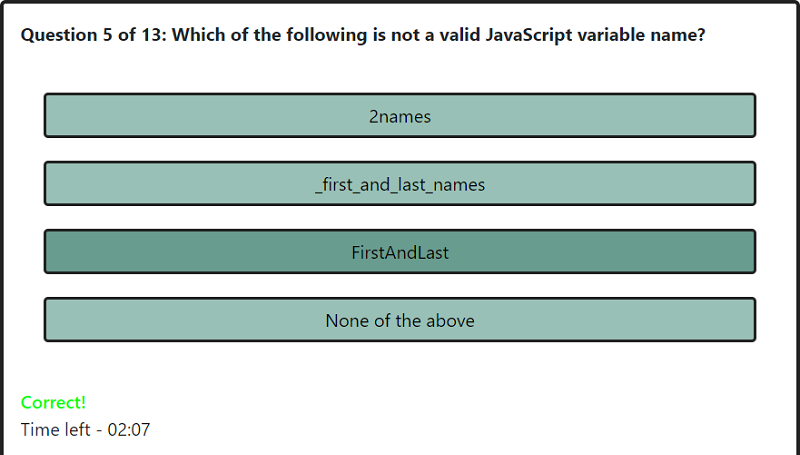 Question 5 of 13: Which of the following is not a valid JavaScript variable name?
2names
_first_and_last_names
FirstAndLast
None of the above
Correct!
Time left - 02:07